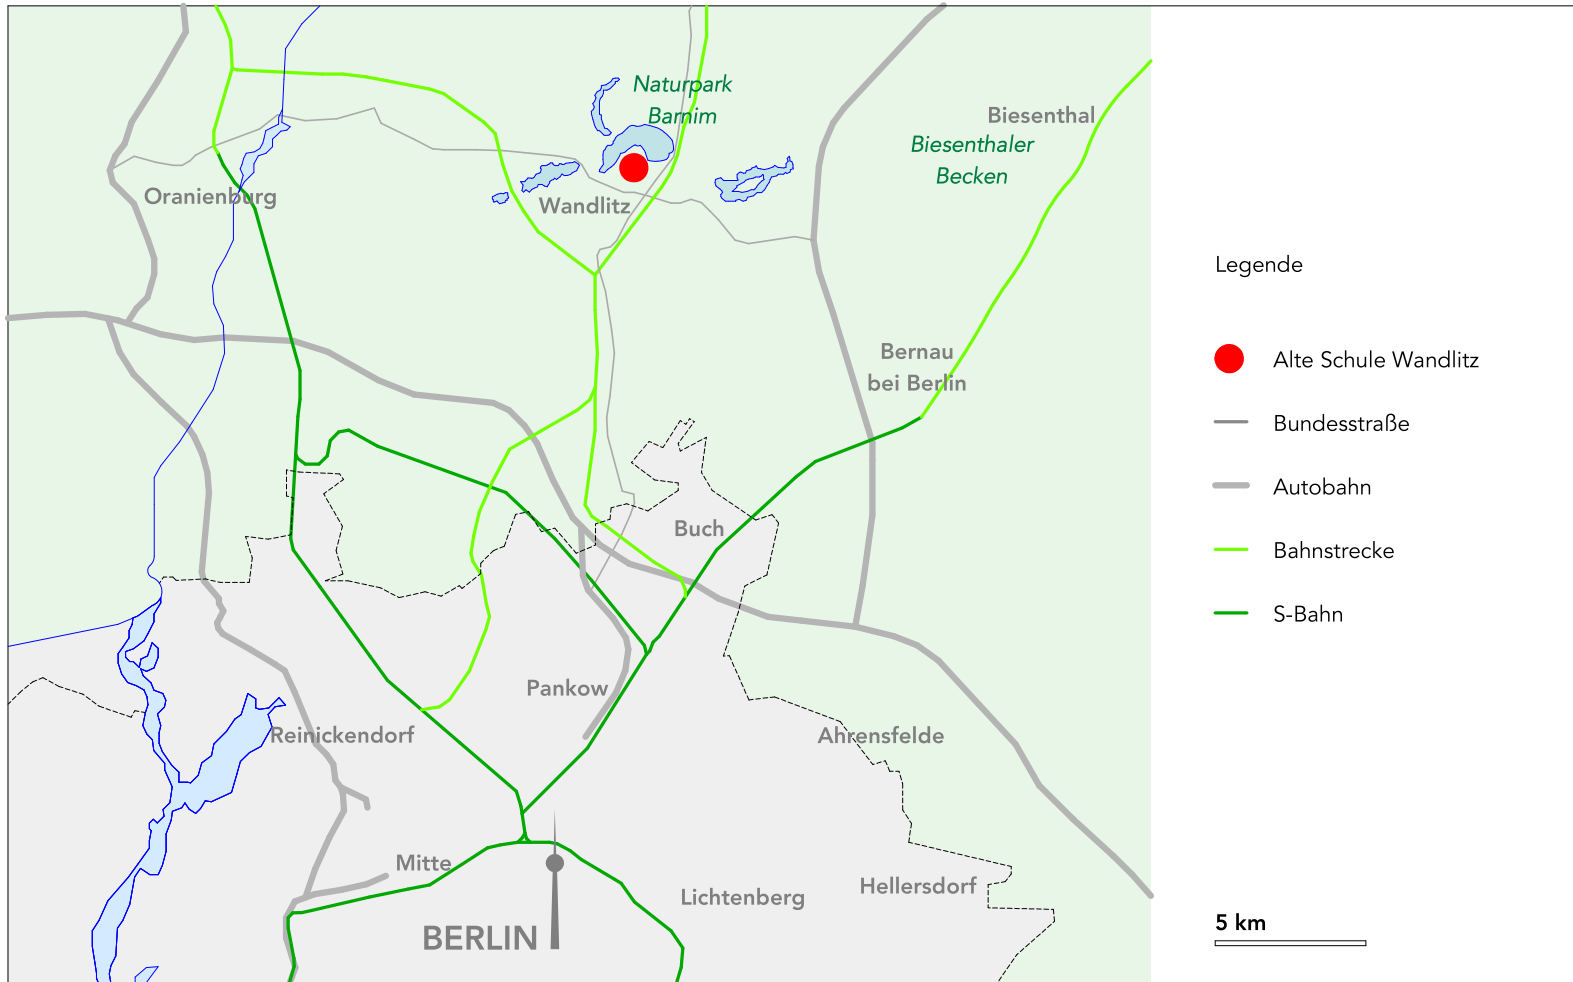 Naturpark
Barnim
Biesenthal
Biesenthaler
Becken
Oranienburg
Wandlitz
Bernau
bei Berlin
Buch
Pankow
Reinickendorf
Ahrensfelde
Mitte
Hellersdorf
Lichtenberg
BERLIN
Legende
Alte Schule Wandlitz
Bundesstraße
Autobahn
Bahnstrecke
S-Bahn
5 km